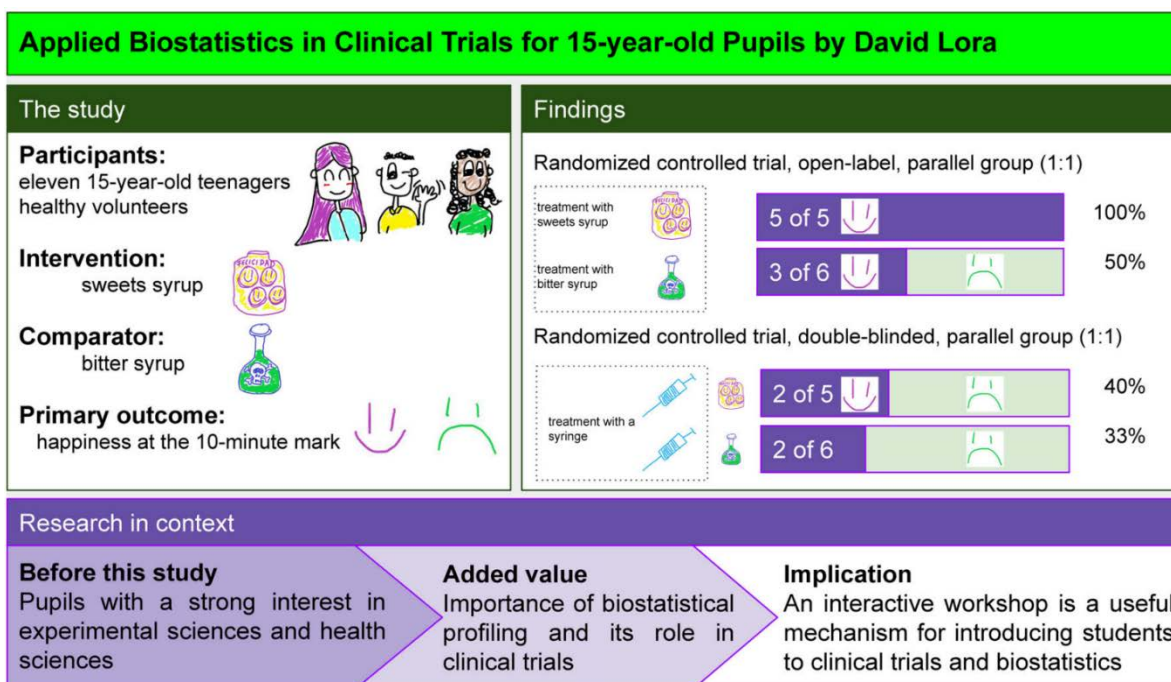 Applied Biostatistics in Clinical Trials for 15-year-old Pupils by David Lora
The study
Participants:
eleven 15-year-old teenagers
healthy volunteers
Intervention:
sweets syrup
Comparator:
bitter syrup
Primary outcome:
happiness at the 10-minute mark
Findings
Randomized controlled trial, open-label, parallel group (1:1)
treatment with
sweets syrup
5 of 5
100%
treatment with
bitter syrup
3 of 6
50%
Randomized controlled trial, double-blinded, parallel group (1:1)
treatment with a
syringe
2 of 5
40%
2 of 6
33%
Research in context
Before this study
Pupils with a strong interest in
experimental sciences and health
sciences
Added value
Importance of biostatistical
profiling and its role in
clinical trials
Implication
An interactive workshop is a useful
mechanism for introducing students
to clinical trials and biostatistics